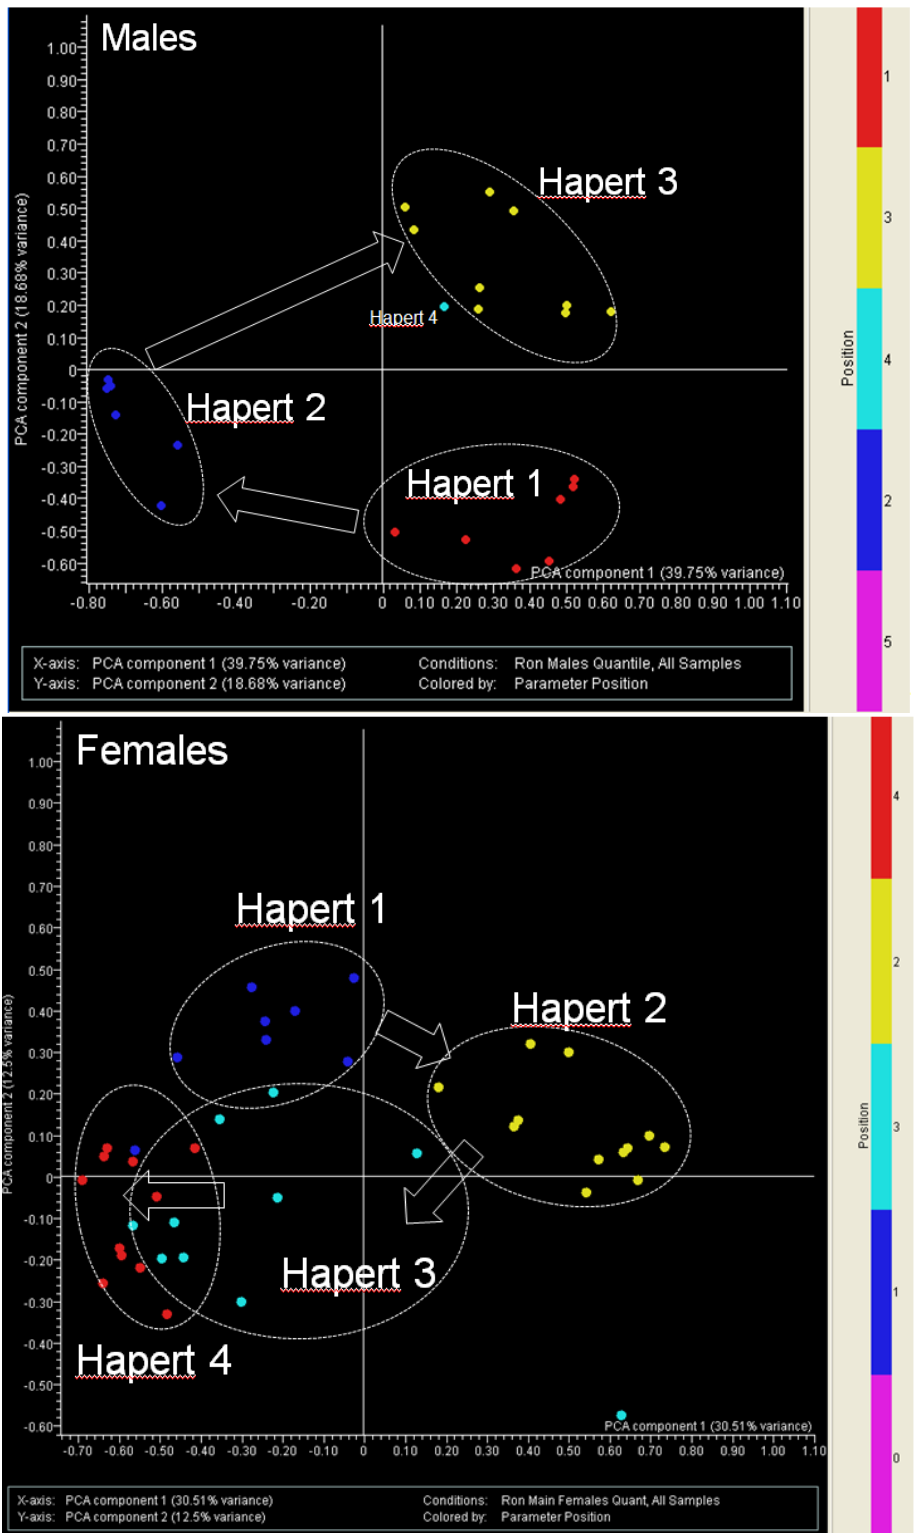 Males
1.00
0.90
0.80
0.70
0.60
0.50
0.40
0.30
0.20
0.10
0
-0.10
-0.20
-0.30
-0.40
-0.50
-0.60
PCA component 2 (18.68% variance)
Hapert 3
Hapert 4
Hapert 2
Hapert 1
PCA component 1 (39.75% variance)
-0.80 -0.60 -0.40 -0.20 0 0.10 0.20 0.30 0.40 0.50 0.60 0.70 0.80 0.90 1.00 1.10
X-axis: PCA component 1 (39.75% variance) Conditions: Ron Males Quantile, All Samples
Y-axis: PCA component 2 (18.68% variance) Colored by: Parameter Position
Position
1
3
4
2
5
Females
1.00
0.90
0.80
0.70
0.60
0.50
0.40
0.30
0.20
0.10
0
-0.10
-0.20
-0.30
-0.40
-0.50
-0.60
PCA component 2 (12.5% variance)
Hapert 1
Hapert 2
Hapert 3
Hapert 4
PCA component 1 (30.51% variance)
-0.70 -0.60 -0.50 -0.40 -0.30 -0.20 -0.10 0 0.10 0.20 0.30 0.40 0.50 0.60 0.70 0.80 0.90 1.00 1.10
X-axis: PCA component 1 (30.51% variance) Conditions: Ron Main Females Quant, All Samples
Y-axis: PCA component 2 (12.5% variance) Colored by: Parameter Position
Position
4
2
3
1
0